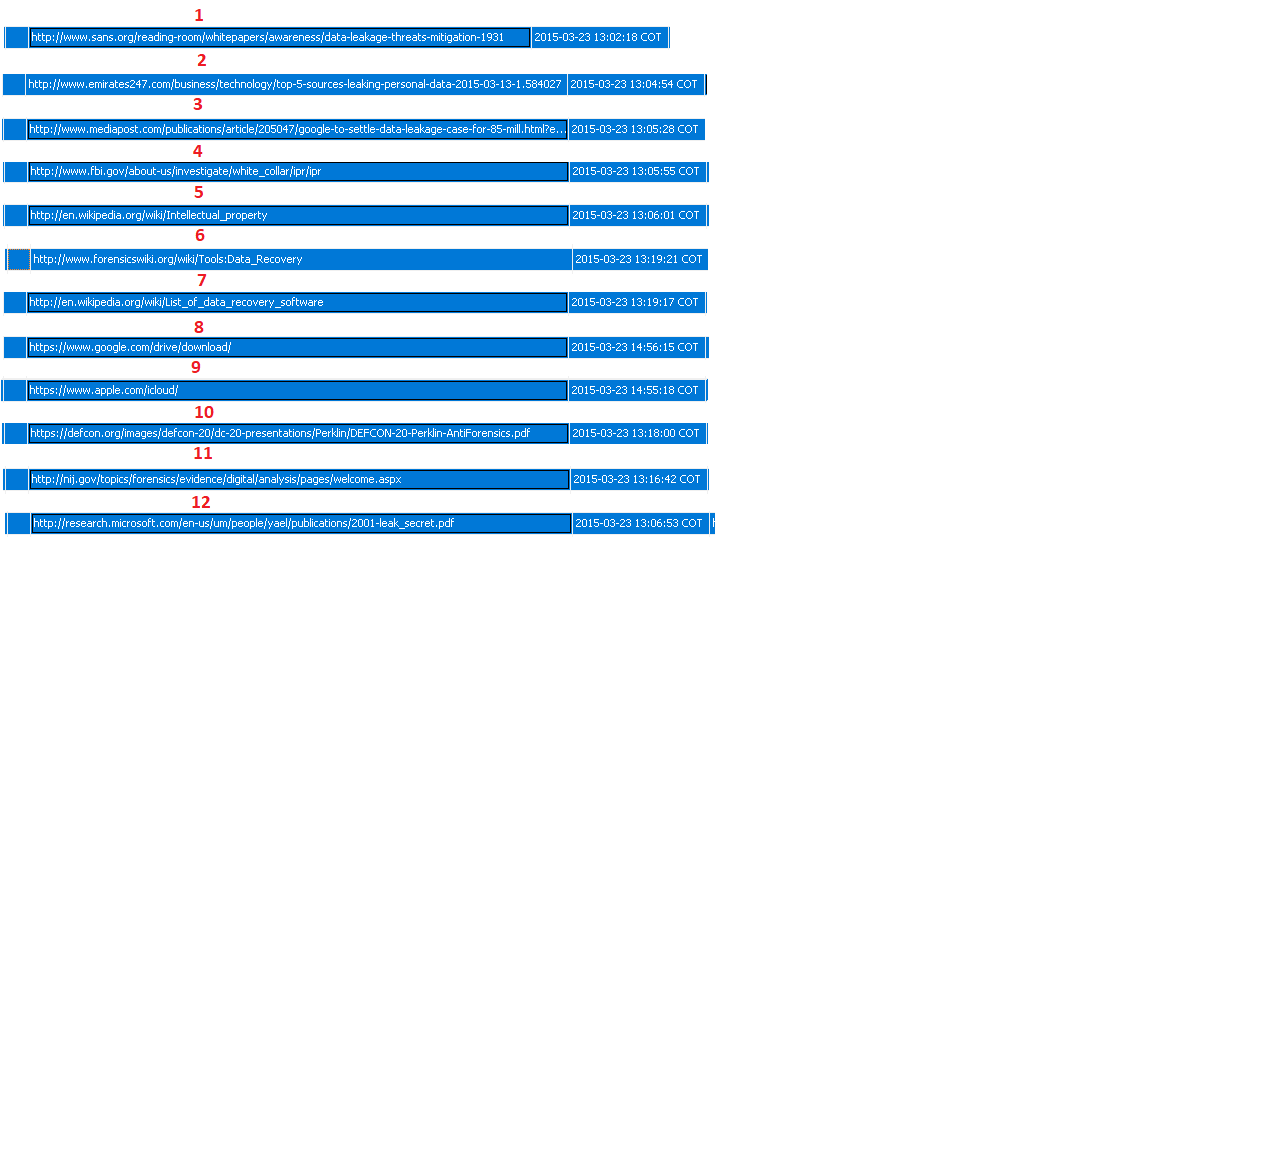 1
http://www.sans.org/reading-room/whitepapers/awareness/data-leakage-threats-mitigation-1931 2015-03-23 13:02:18 COT
2
http://www.emirates247.com/business/technology/top-5-sources-leaking-personal-data-2015-03-13-1.584027 2015-03-23 13:04:54 COT
3
http://www.mediapost.com/publications/article/205047/google-to-settle-data-leakage-case-for-85-mill.html?e... 2015-03-23 13:05:28 COT
4
http://www.fbi.gov/about-us/investigate/white_collar/ipr/ipr 2015-03-23 13:05:55 COT
5
http://en.wikipedia.org/wiki/Intellectual_property 2015-03-23 13:06:01 COT
6
http://www.forensicswiki.org/wiki/Tools:Data_Recovery 2015-03-23 13:19:21 COT
7
http://en.wikipedia.org/wiki/List_of_data_recovery_software 2015-03-23 13:19:17 COT
8
https://www.google.com/drive/download/ 2015-03-23 14:56:15 COT
9
https://www.apple.com/icloud/ 2015-03-23 14:55:18 COT
10
https://defcon.org/images/defcon-20/dc-20-presentations/Perklin/DEFCON-20-Perklin-AntiForensics.pdf 2015-03-23 13:18:00 COT
11
http://nij.gov/topics/forensics/evidence/digital/analysis/pages/welcome.aspx 2015-03-23 13:16:42 COT
12
http://research.microsoft.com/en-us/um/people/yael/publications/2001-leak_secret.pdf 2015-03-23 13:06:53 COT